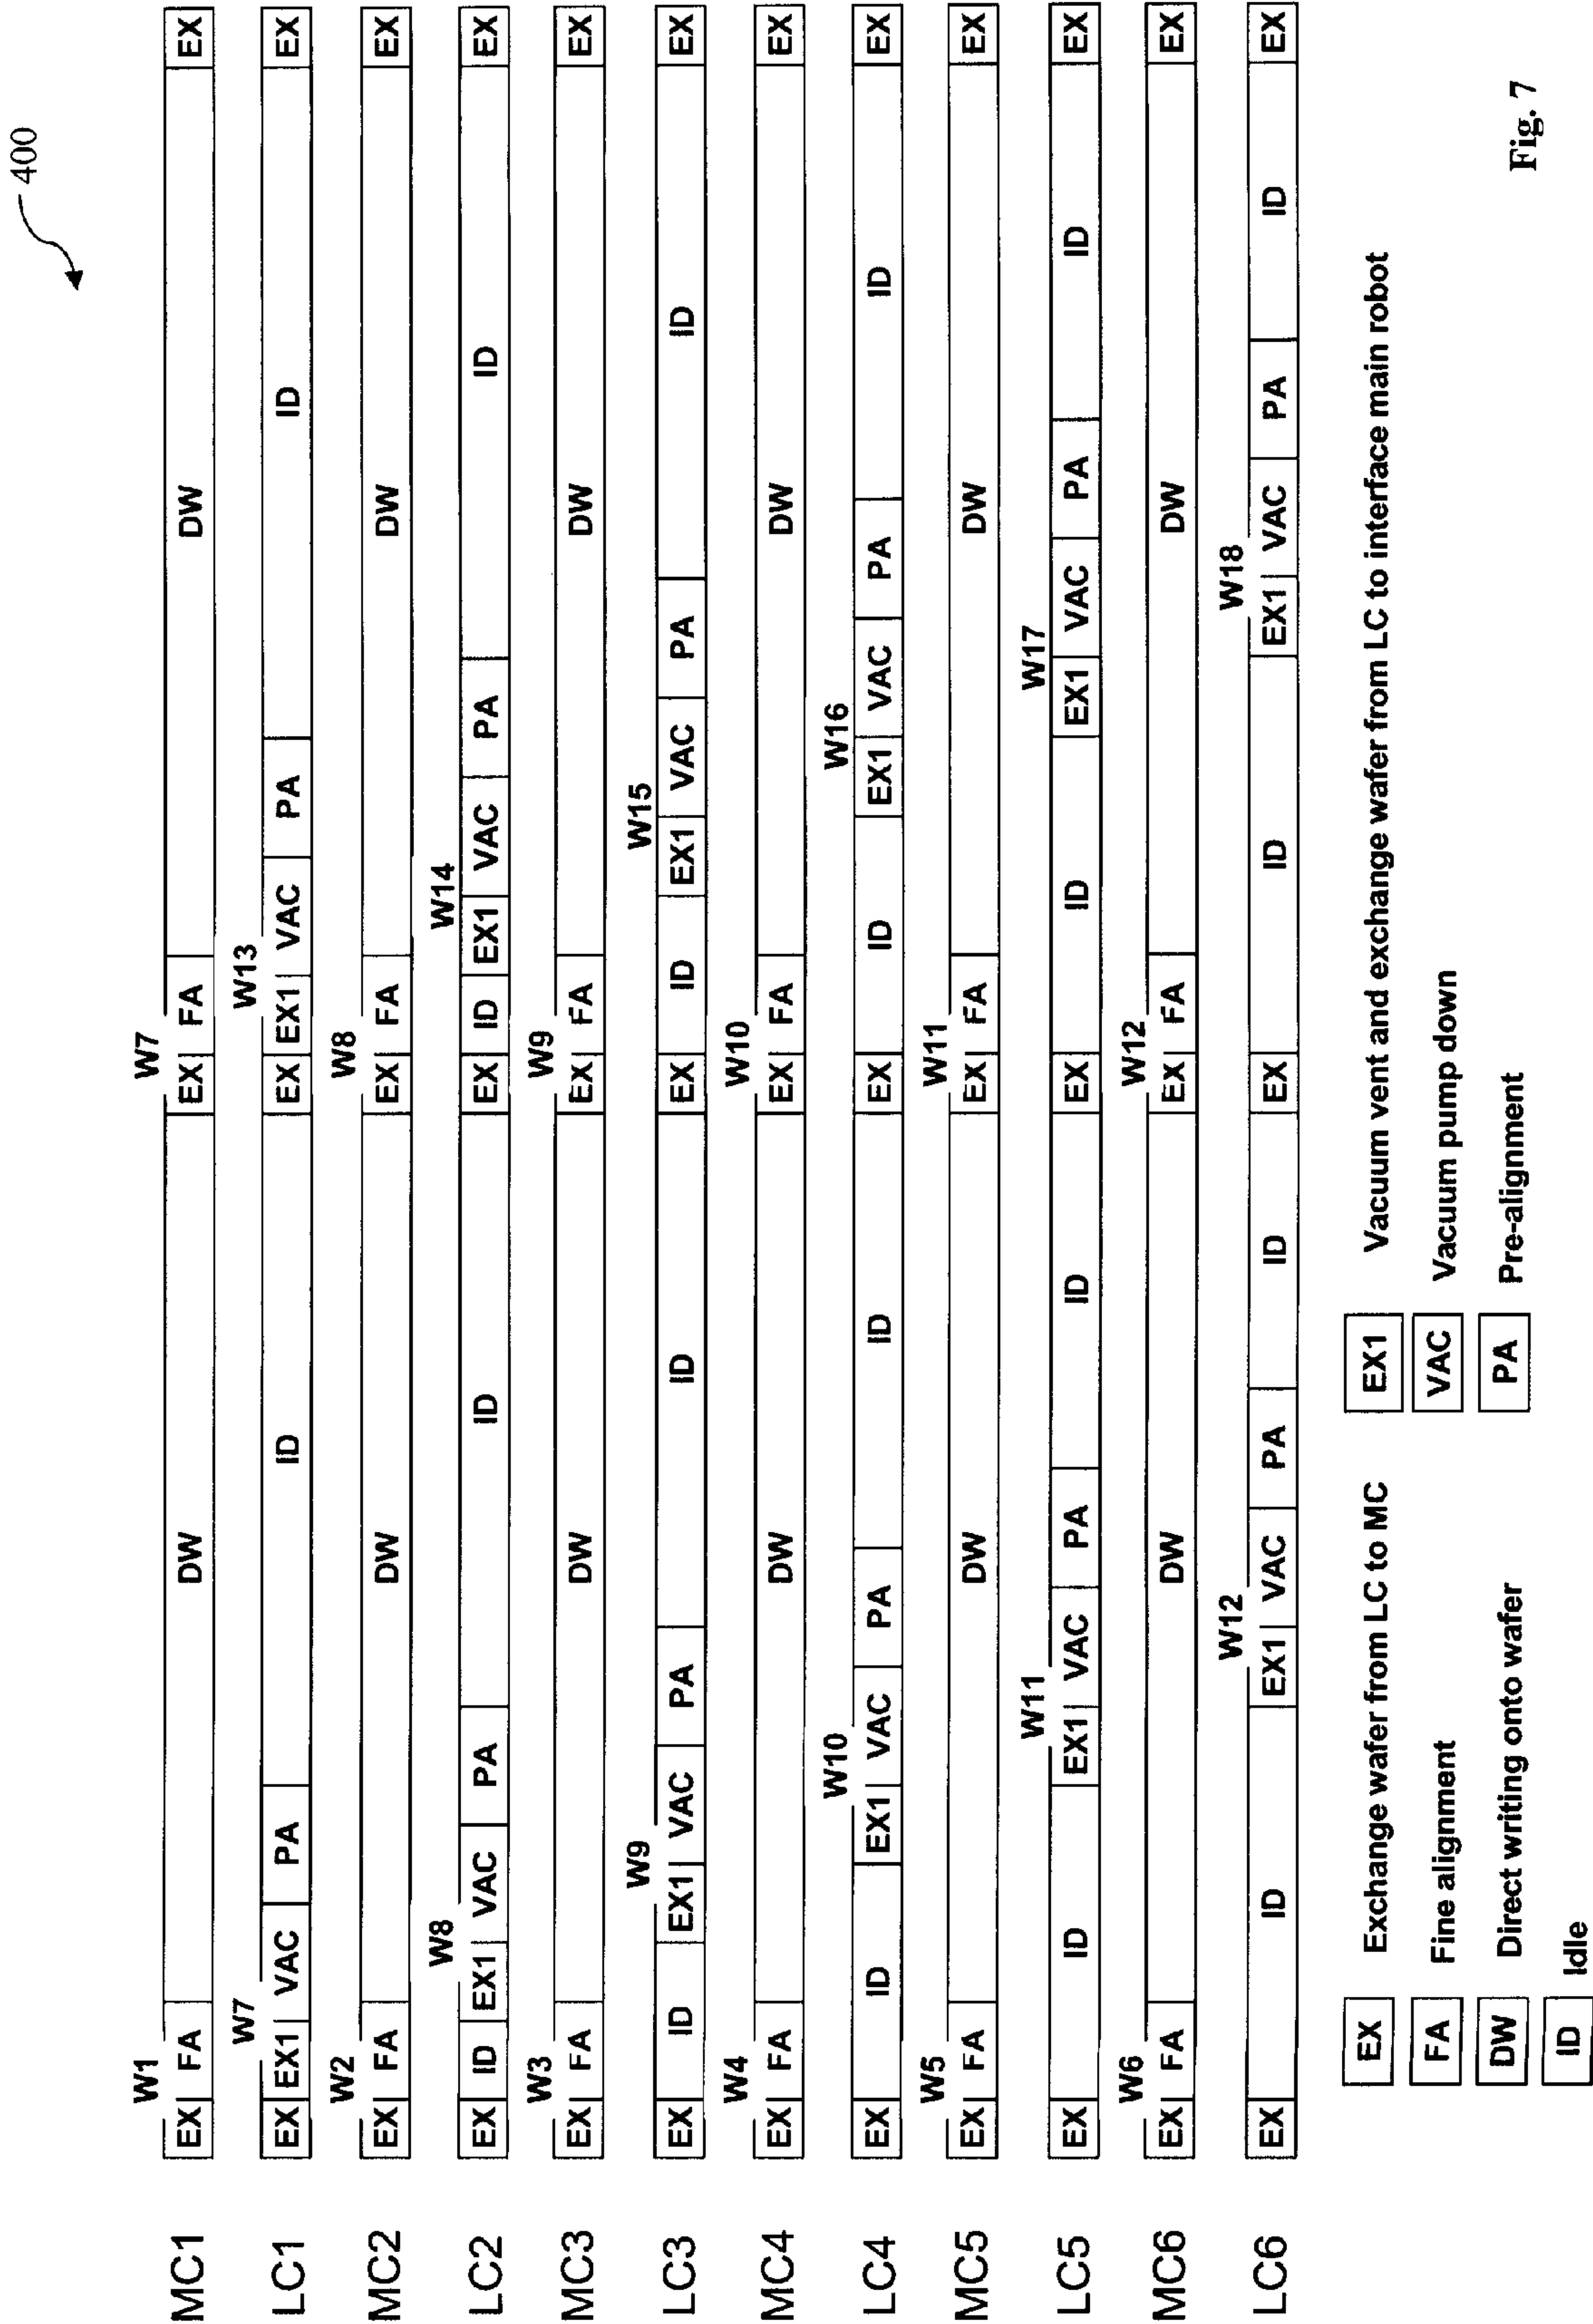 400
W1 W7
MC1 EX FA DW EX FA DW EX
W7 W13
LC1 EX EX1 VAC PA ID EX EX1 VAC PA ID EX
W2 W8
MC2 EX FA DW EX FA DW EX
W8 W14
LC2 EX ID EX1 VAC PA ID EX ID EX1 VAC PA ID EX
W3 W9
MC3 EX FA DW EX FA DW EX
W9 W15
LC3 EX ID EX1 VAC PA ID EX ID EX1 VAC PA ID EX
W4 W10
MC4 EX FA DW EX FA DW EX
W10 W16
LC4 EX ID EX1 VAC PA ID EX ID EX1 VAC PA ID EX
W5 W11
MC5 EX FA DW EX FA DW EX
W11 W17
LC5 EX ID EX1 VAC PA ID EX ID EX1 VAC PA ID EX
W6 W12
MC6 EX FA DW EX FA DW EX
W12 W18
LC6 EX ID EX1 VAC PA ID EX ID EX1 VAC PA ID EX
EX Exchange wafer from LC to MC
FA Fine alignment
DW Direct writing onto wafer
ID Idle
EX1 Vacuum vent and exchange wafer from LC to interface main robot
VAC Vacuum pump down
PA Pre-alignment
Fig. 7